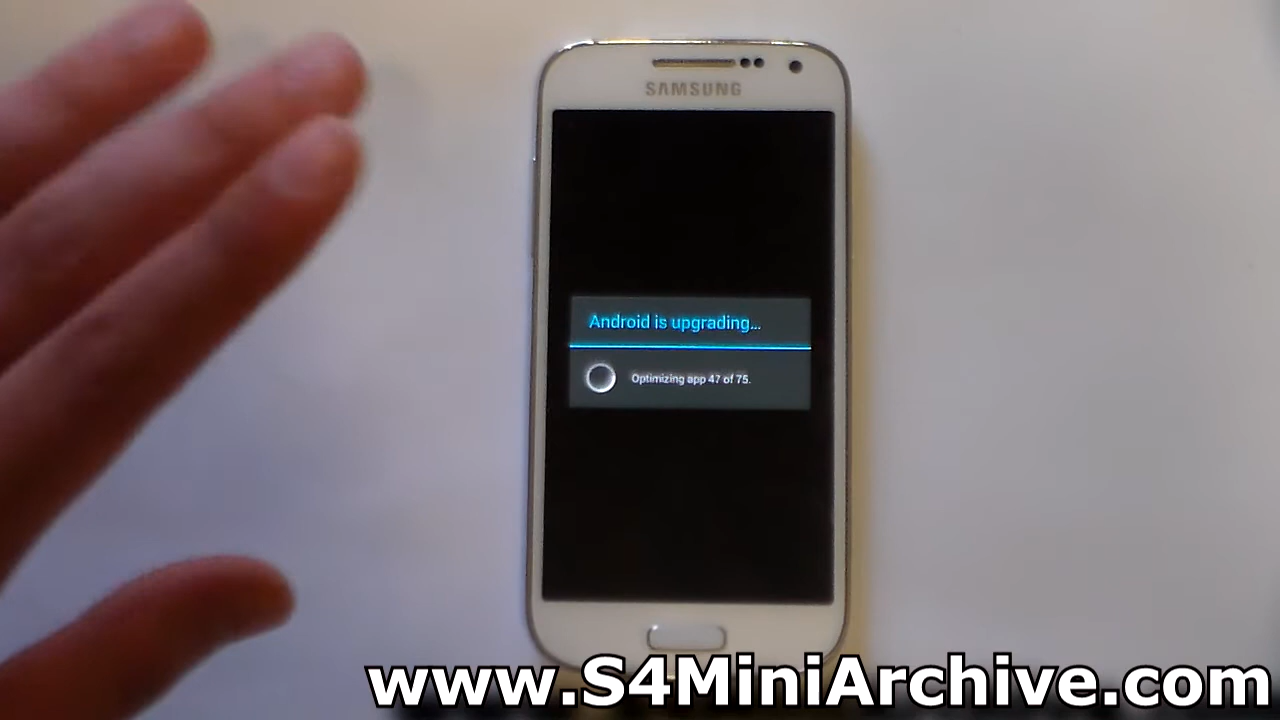 SAMSUNG
Android is upgrading...
Optimizing app 47 of 75.
www.S4MiniArchive.com